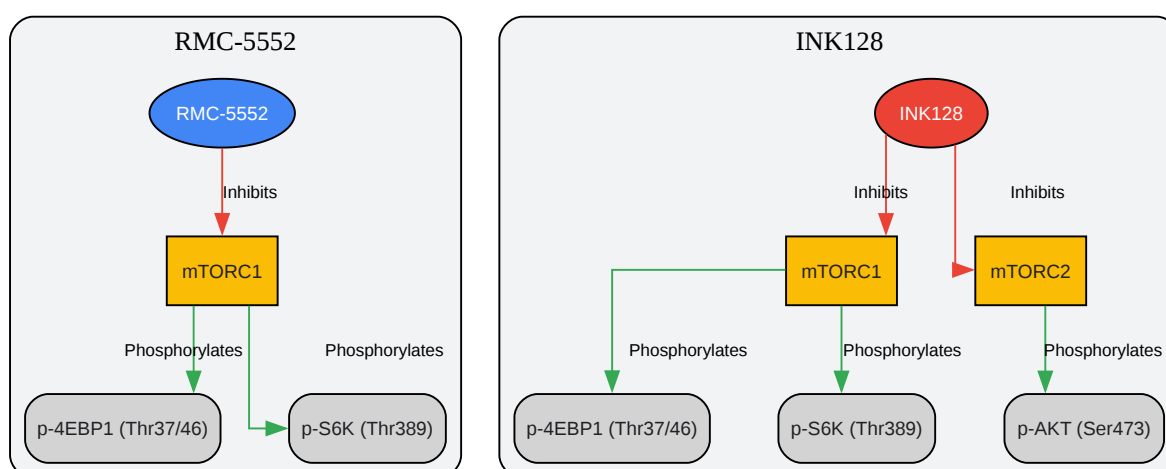 RMC-5552
RMC-5552
Inhibits
mTORC1
Phosphorylates
Phosphorylates
p-4EBP1 (Thr37/46)
p-S6K (Thr389)
INK128
INK128
Inhibits
Inhibits
mTORC1
mTORC2
Phosphorylates
Phosphorylates
Phosphorylates
p-4EBP1 (Thr37/46)
p-S6K (Thr389)
p-AKT (Ser473)